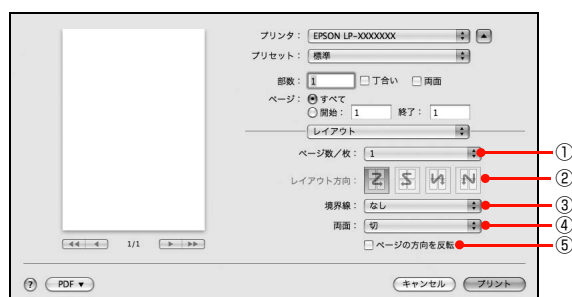 プリンタ： EPSON LP-XXXXXXX
プリセット： 標準
部数： 1 丁合い 両面
ページ： すべて
開始： 1 終了： 1
レイアウト
ページ数／枚： 1 ①
レイアウト方向： ②
境界線： なし ③
両面： 切 ④
ページの方向を反転 ⑤
1/1
? PDF ▼ キャンセル プリント